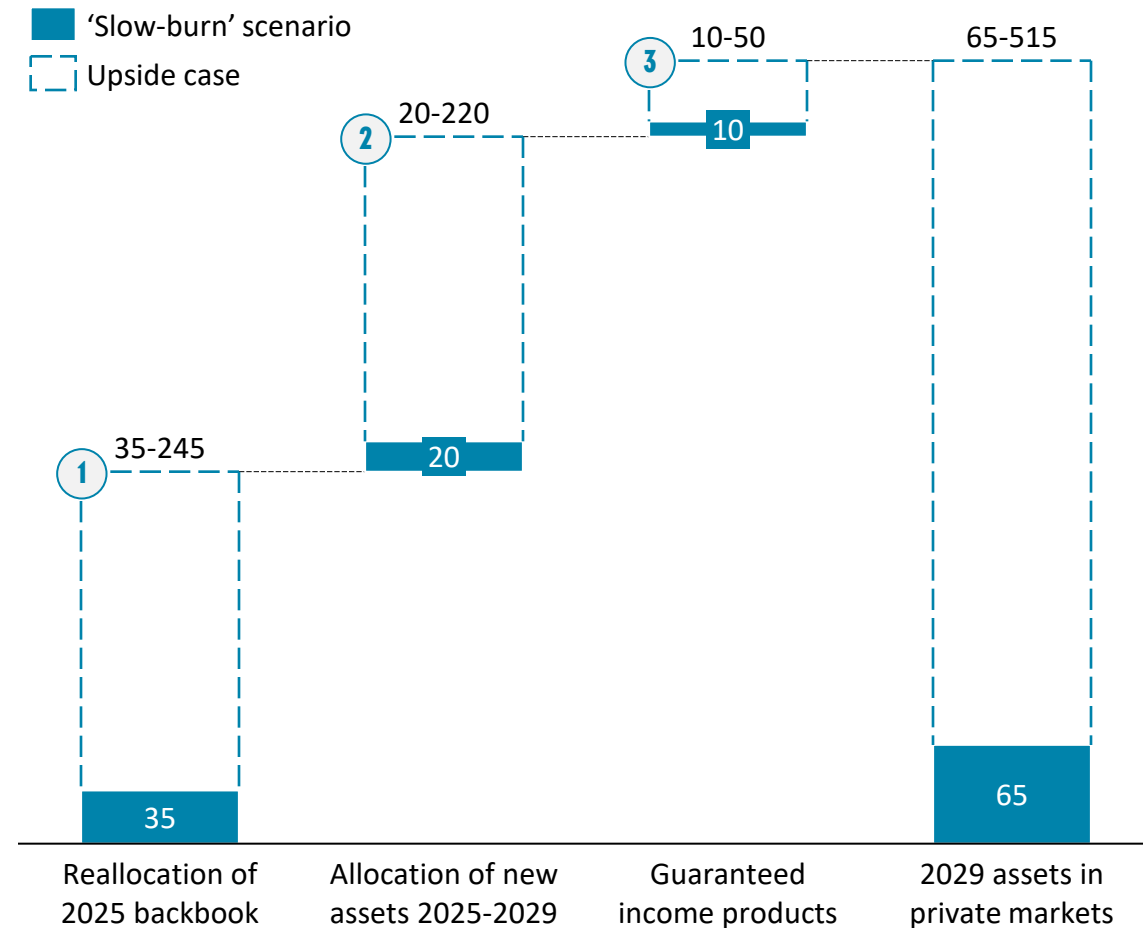 ‘Slow-burn’ scenario
Upside case
1
35-245
35
2
20-220
20
3
10-50
10
65-515
65
Reallocation of
2025 backbook
Allocation of new
assets 2025-2029
Guaranteed
income products
2029 assets in
private markets